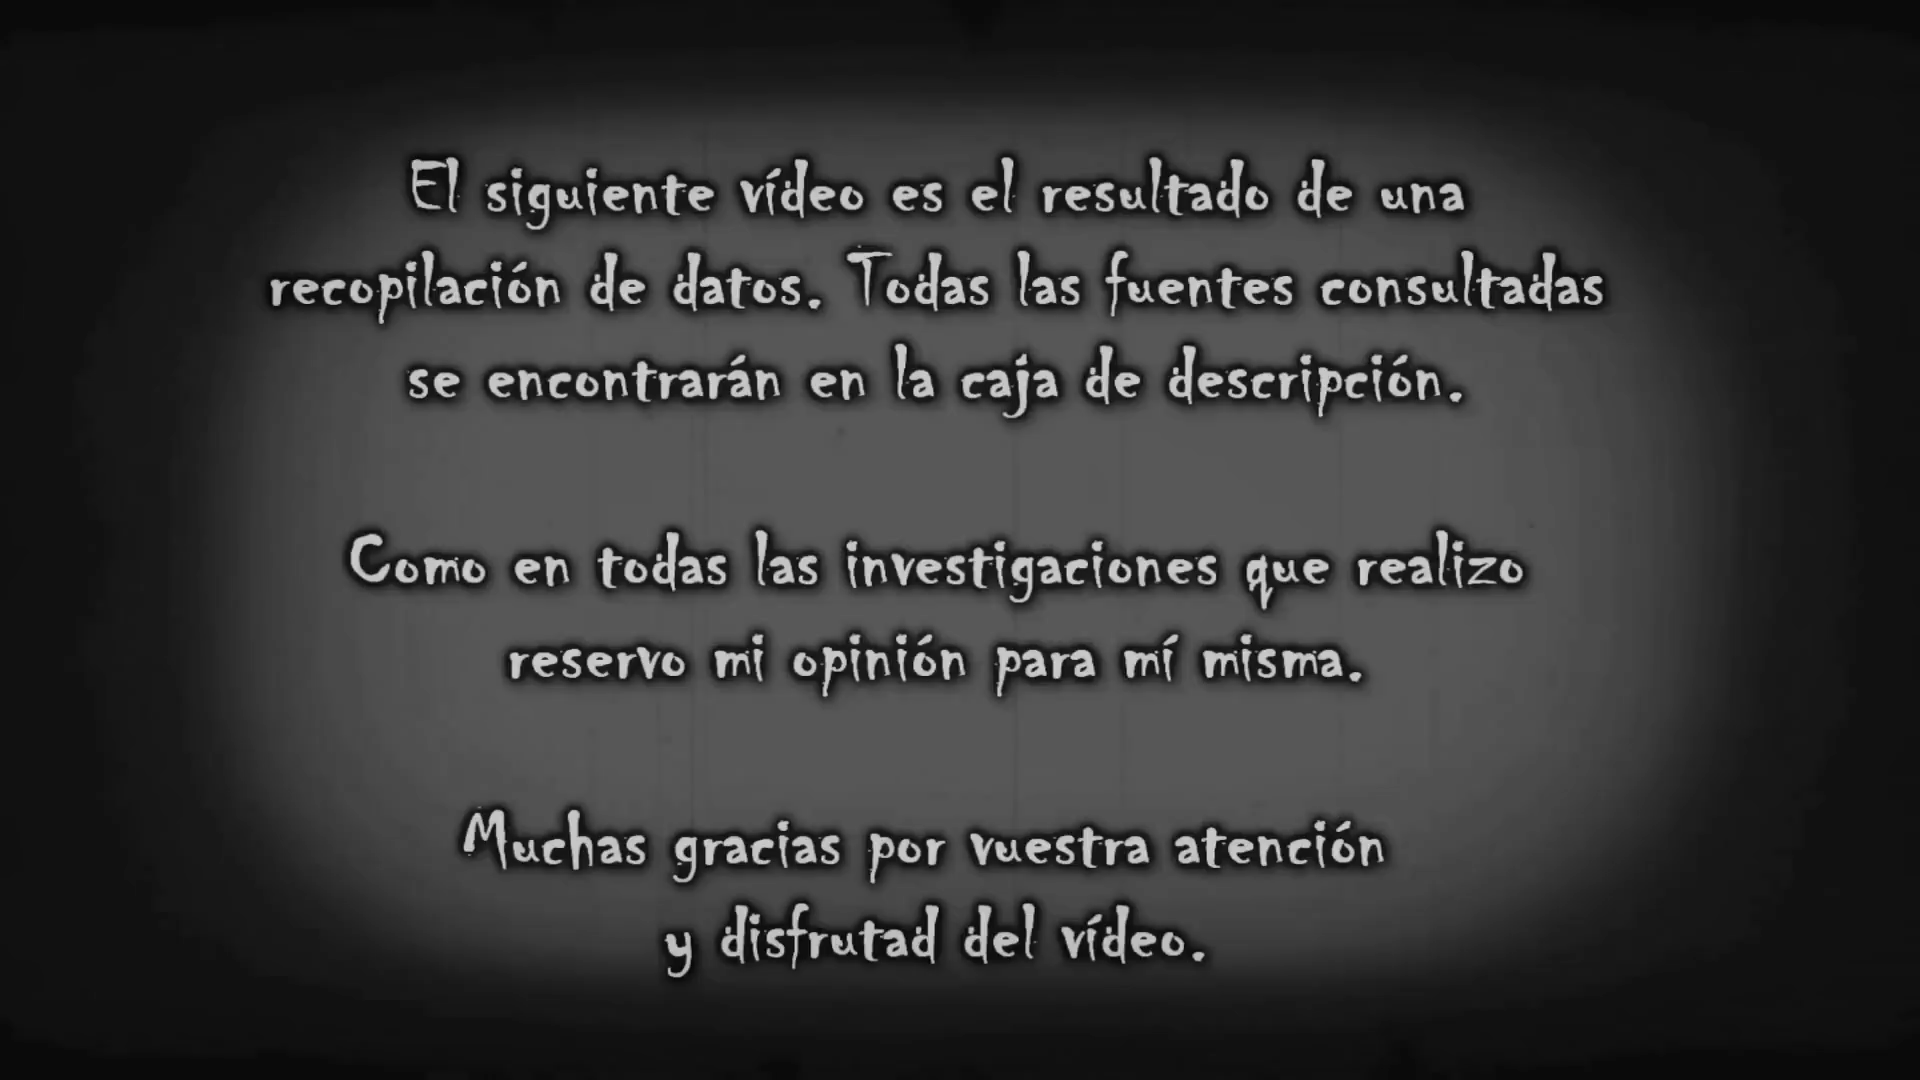 El siguiente vídeo es el resultado de una
recopilación de datos. Todas las fuentes consultadas
se encontrarán en la caja de descripción.
Como en todas las investigaciones que realizo
reservo mi opinión para mí misma.
Muchas gracias por vuestra atención
y disfrutad del vídeo.